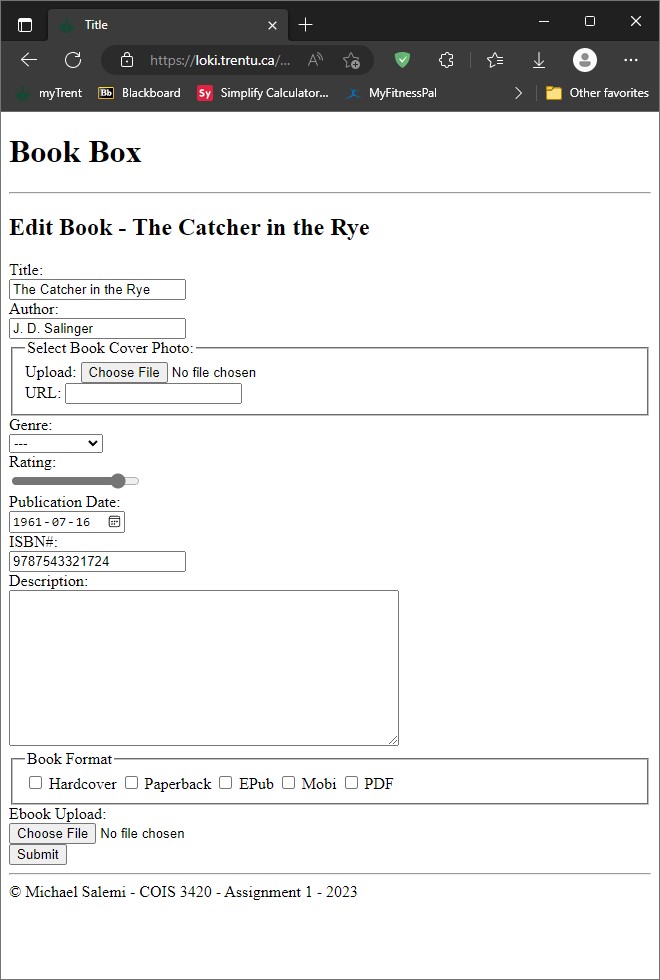 Title
https://loki.trentu.ca/...
myTrent Bb Blackboard Sy Simplify Calculator... MyFitnessPal Other favorites
Book Box
Edit Book - The Catcher in the Rye
Title:
The Catcher in the Rye
Author:
J. D. Salinger
Select Book Cover Photo:
Upload: Choose File No file chosen
URL:
Genre:
---
Rating:
Publication Date:
1961-07-16
ISBN#:
9787543321724
Description:
Book Format
Hardcover Paperback EPub Mobi PDF
Ebook Upload:
Choose File No file chosen
Submit
© Michael Salemi - COIS 3420 - Assignment 1 - 2023